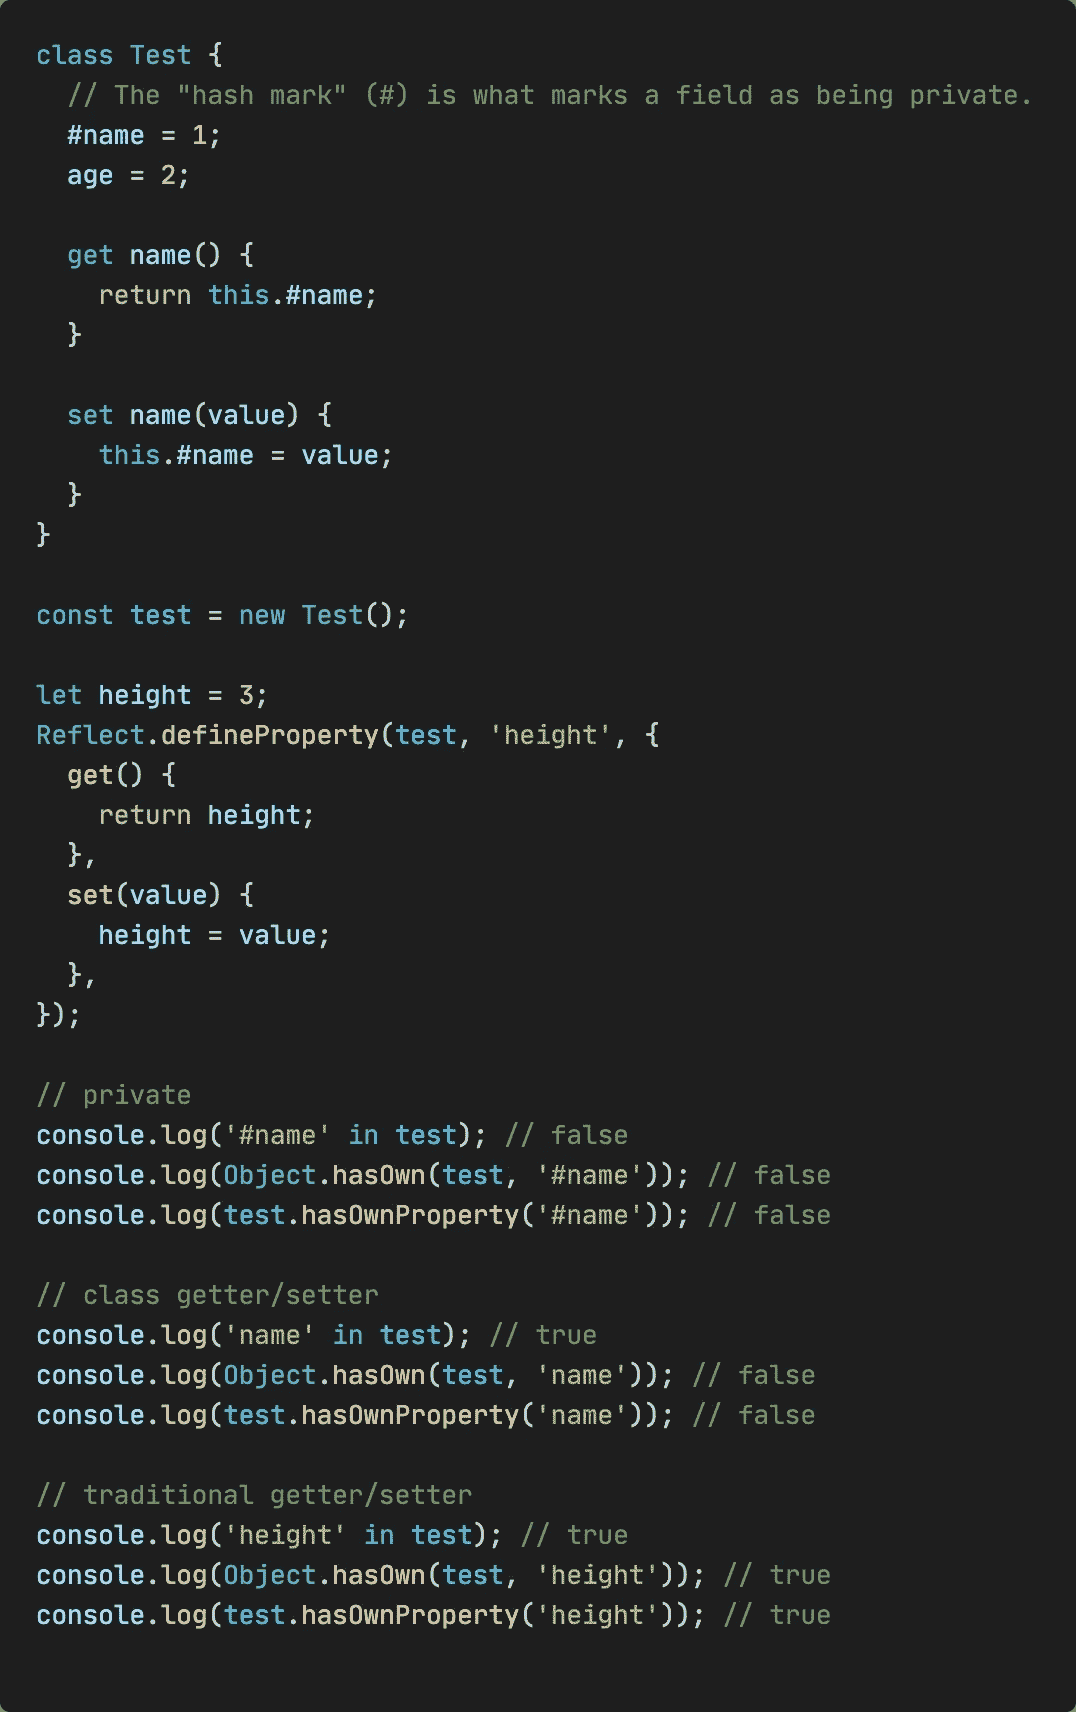 class Test {
  // The "hash mark" (#) is what marks a field as being private.
  #name = 1;
  age = 2;

  get name() {
    return this.#name;
  }

  set name(value) {
    this.#name = value;
  }
}

const test = new Test();

let height = 3;
Reflect.defineProperty(test, 'height', {
  get() {
    return height;
  },
  set(value) {
    height = value;
  },
});

// private
console.log('#name' in test); // false
console.log(Object.hasOwn(test, '#name')); // false
console.log(test.hasOwnProperty('#name')); // false

// class getter/setter
console.log('name' in test); // true
console.log(Object.hasOwn(test, 'name')); // false
console.log(test.hasOwnProperty('name')); // false

// traditional getter/setter
console.log('height' in test); // true
console.log(Object.hasOwn(test, 'height')); // true
console.log(test.hasOwnProperty('height')); // true